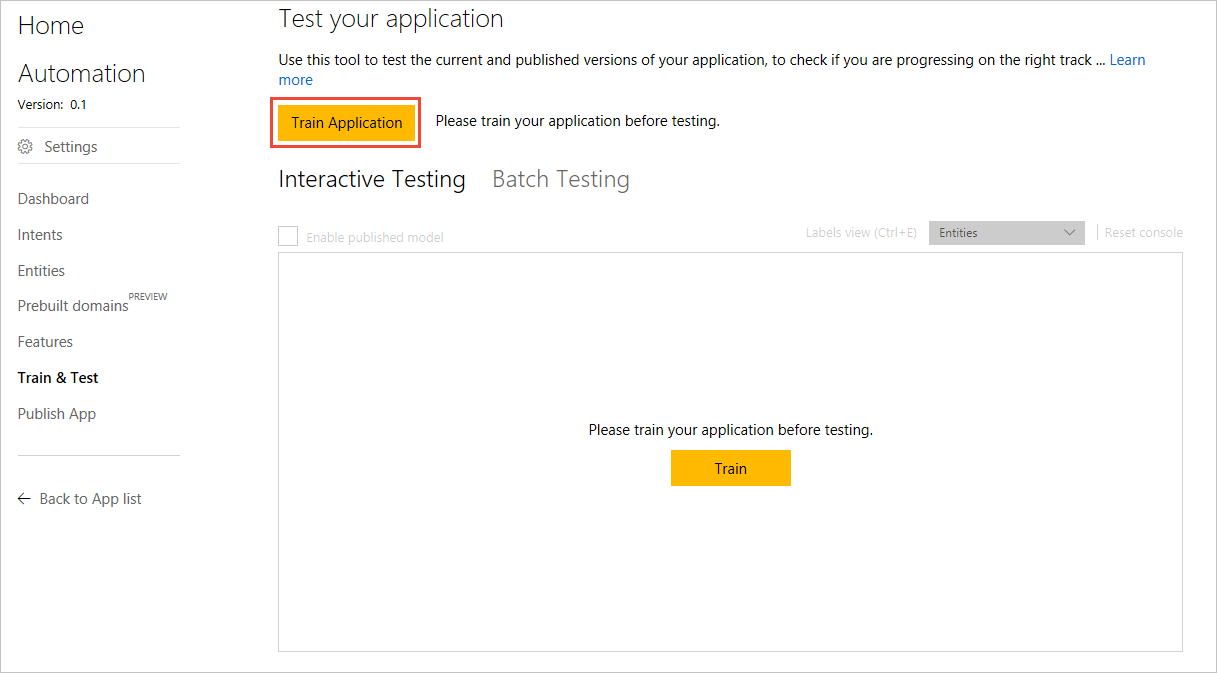 Home
Automation
Version: 0.1
Settings
Dashboard
Intents
Entities
Prebuilt domains PREVIEW
Features
Train & Test
Publish App
Back to App list
Test your application
Use this tool to test the current and published versions of your application, to check if you are progressing on the right track ... Learn
more
Train Application Please train your application before testing.
Interactive Testing Batch Testing
Enable published model Labels view (Ctrl+E) Entities Reset console
Please train your application before testing.
Train